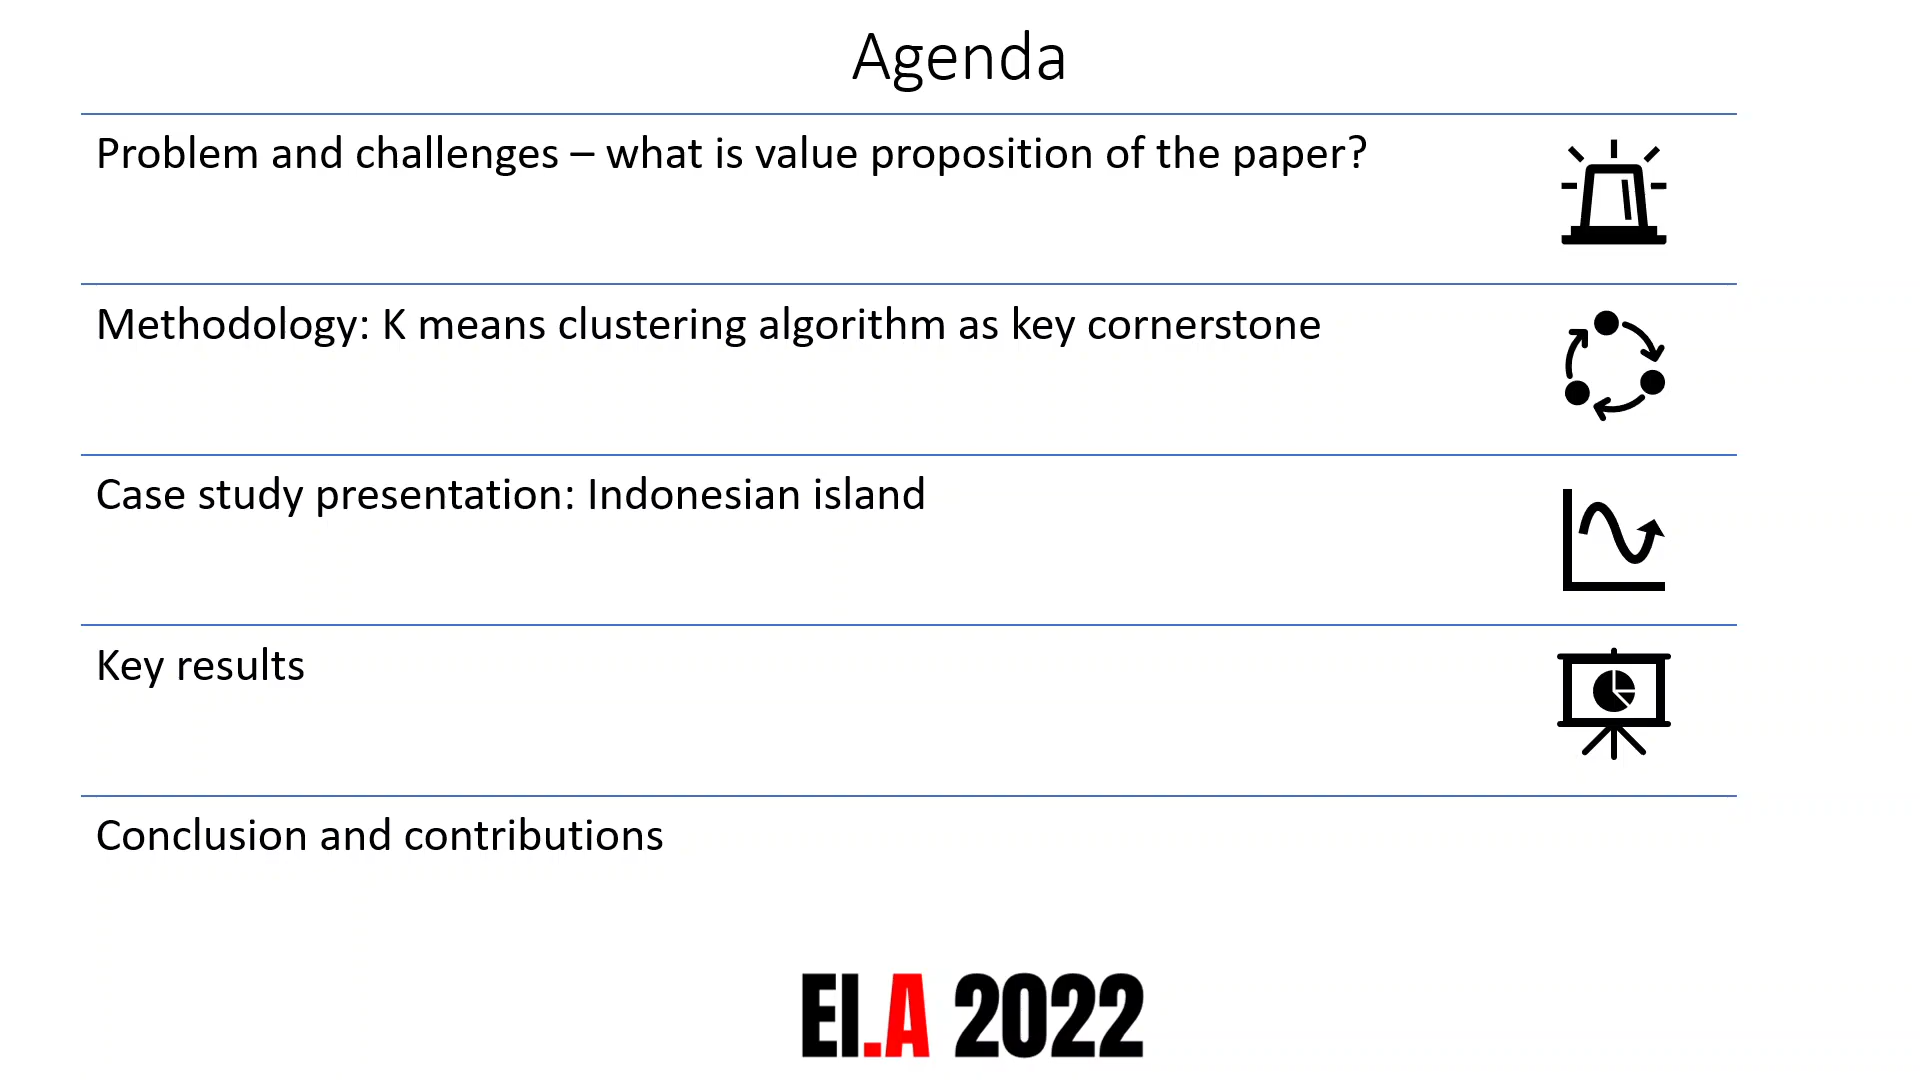 Agenda
Problem and challenges – what is value proposition of the paper?
Methodology: K means clustering algorithm as key cornerstone
Case study presentation: Indonesian island
Key results
Conclusion and contributions
EI.A 2022